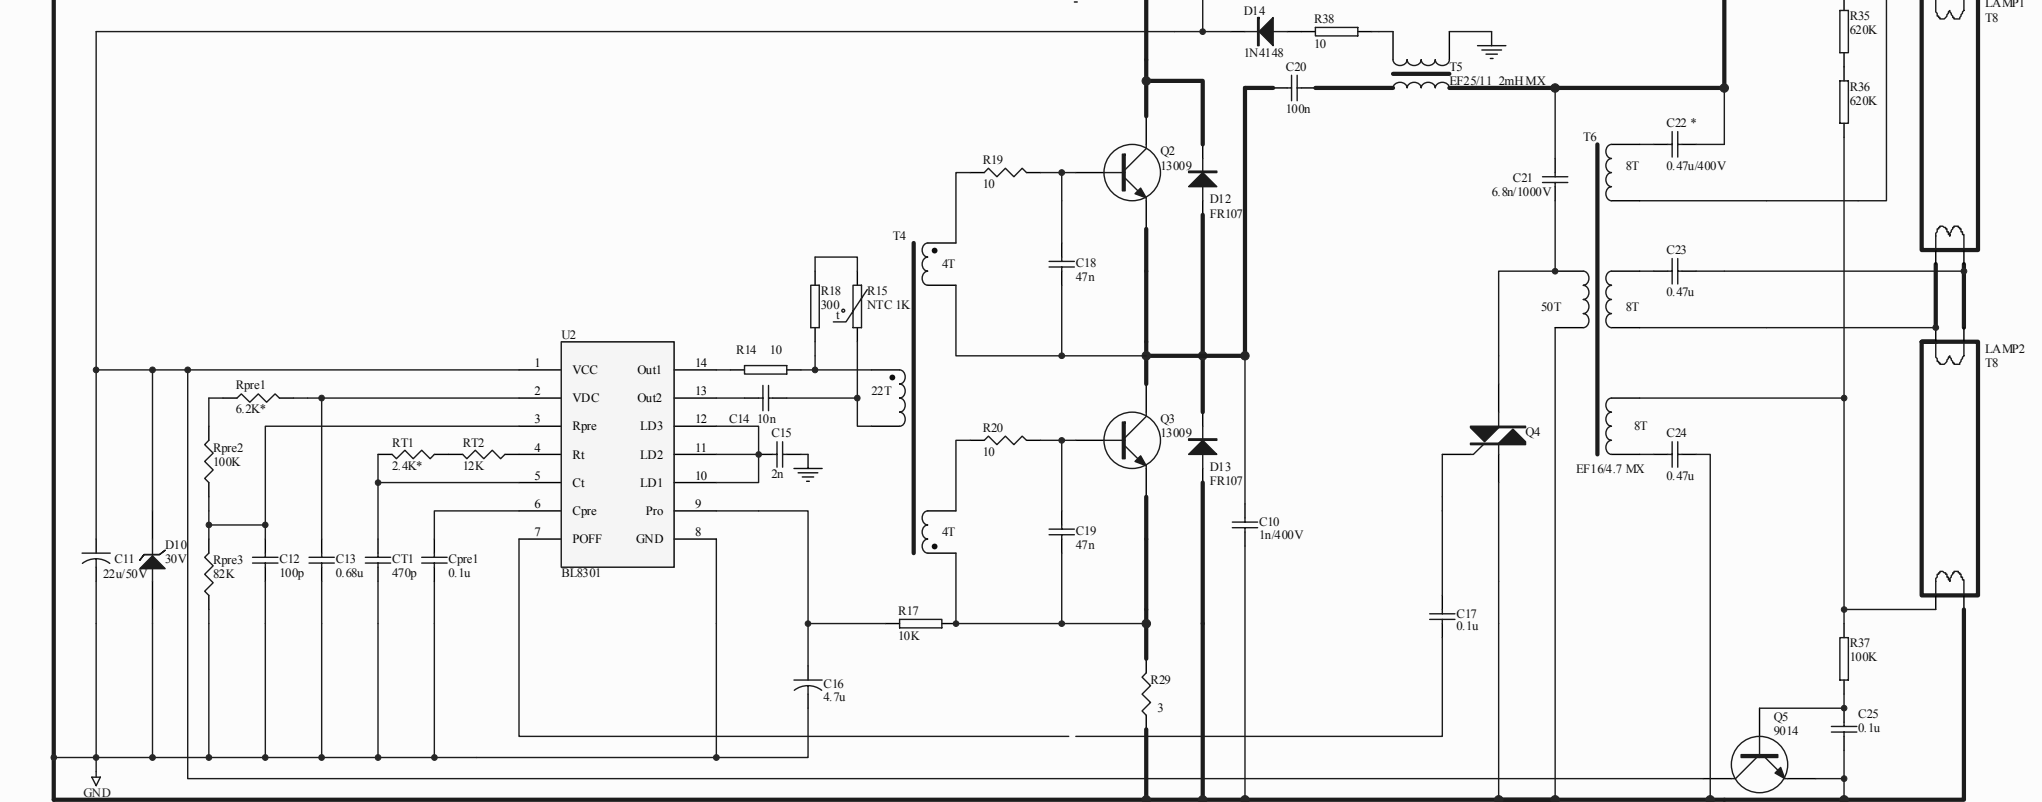 LAMP1
T8
D14
1N4148
R38
10
R35
620K
C20
100n
T5
EF25/11 2mH MX
R36
620K
C22 *
0.47u/400V
T6
8T
R19
10
Q2
13009
C21
6.8n/1000V
D12
FR107
T4
4T
C18
47n
C23
0.47u
50T
8T
R18
300
t°
R15
NTC 1K
LAMP2
T8
U2
R14 10
1 VCC Out1 14
2 VDC Out2 13
3 Rpre LD3 12
4 Rt LD2 11
5 Ct LD1 10
6 Cpre Pro 9
7 POFF GND 8
BL8301
22T
C14 10n
C15
2n
Rpre1
6.2K*
Rpre2
100K
RT1
2.4K*
RT2
12K
R20
10
Q3
13009
D13
FR107
Q4
8T
C24
0.47u
EF16/4.7 MX
C11
22u/50V
D10
30V
Rpre3
82K
C12
100p
C13
0.68u
CT1
470p
Cpre1
0.1u
4T
C19
47n
C10
1n/400V
R17
10K
C17
0.1u
R37
100K
C16
4.7u
R29
3
Q5
9014
C25
0.1u
GND